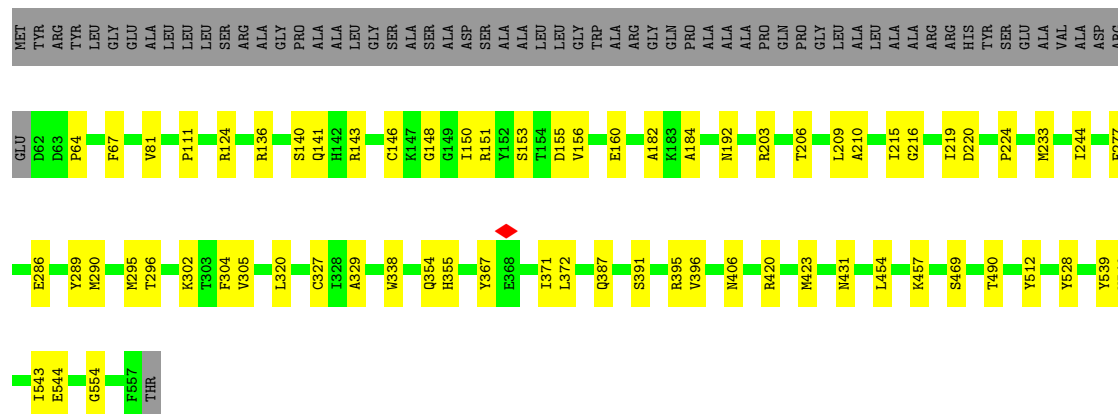 MET TYR ARG TYR LEU GLY GLU ALA LEU LEU LEU SER ARG ALA GLY PRO ALA ALA LEU GLY SER ALA SER ALA ASP SER ALA ALA LEU LEU GLY TRP ALA ARG GLY GLN PRO ALA ALA ALA PRO GLN PRO GLY LEU ALA LEU ALA ALA ARG ARG HIS TYR SER GLU ALA VAL ALA ASP ARG
GLU D62 D63 P64 F67 V81 P111 R124 R136 S140 Q141 H142 R143 C146 K147 G148 G149 I150 R151 Y152 S153 T154 D155 V156 E160 A182 K183 A184 N192 R203 T206 L209 A210 I215 G216 I219 D220 P224 M233 I244
E286 Y289 M290 M295 T296 K302 T303 F304 V305 L320 C327 I328 A329 W338 Q354 H355 Y367 E368 I371 L372 Q387 S391 R395 V396 N406 R420 M423 N431 L454 K457 S469 T490 Y512 Y528 Y539
I543 E544 G554 F557 THR